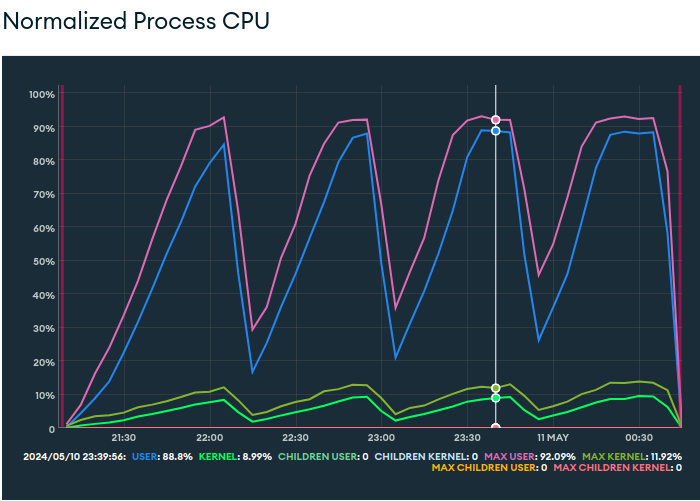 Normalized Process CPU
100%
90%
80%
70%
60%
50%
40%
30%
20%
10%
0
21:30 22:00 22:30 23:00 23:30 11 MAY 00:30
2024/05/10 23:39:56: USER: 88.8% KERNEL: 8.99% CHILDREN USER: 0 CHILDREN KERNEL: 0 MAX USER: 92.09% MAX KERNEL: 11.92%
MAX CHILDREN USER: 0 MAX CHILDREN KERNEL: 0